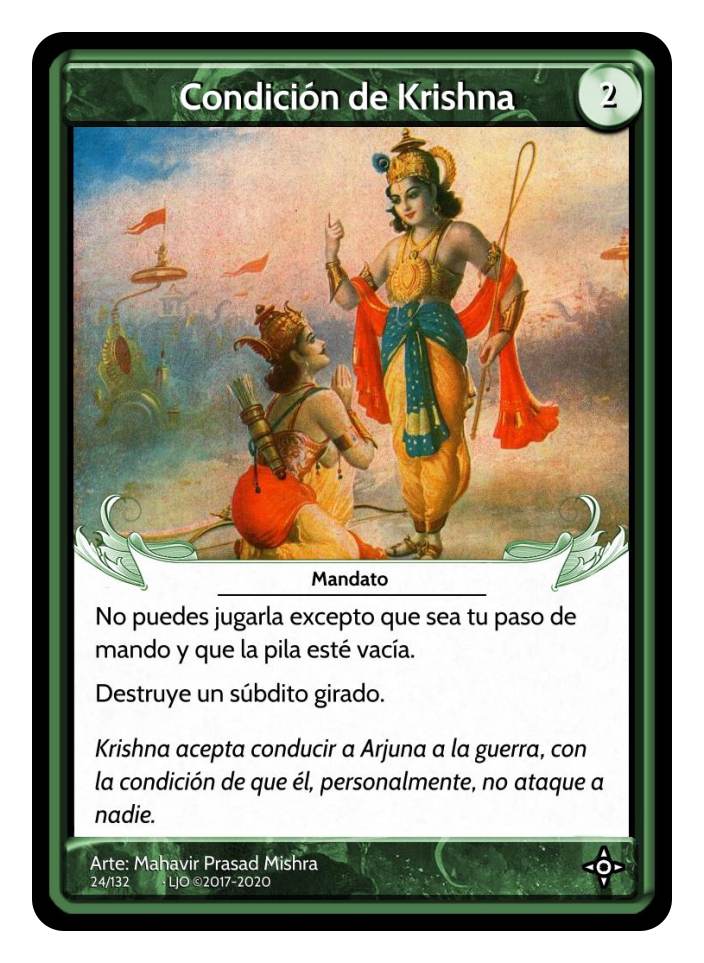 Condición de Krishna
2
Mandato
No puedes jugarla excepto que sea tu paso de
mando y que la pila esté vacía.
Destruye un súbdito girado.
Krishna acepta conducir a Arjuna a la guerra, con
la condición de que él, personalmente, no ataque a
nadie.
Arte: Mahavir Prasad Mishra
24/132 · LJO ©2017-2020